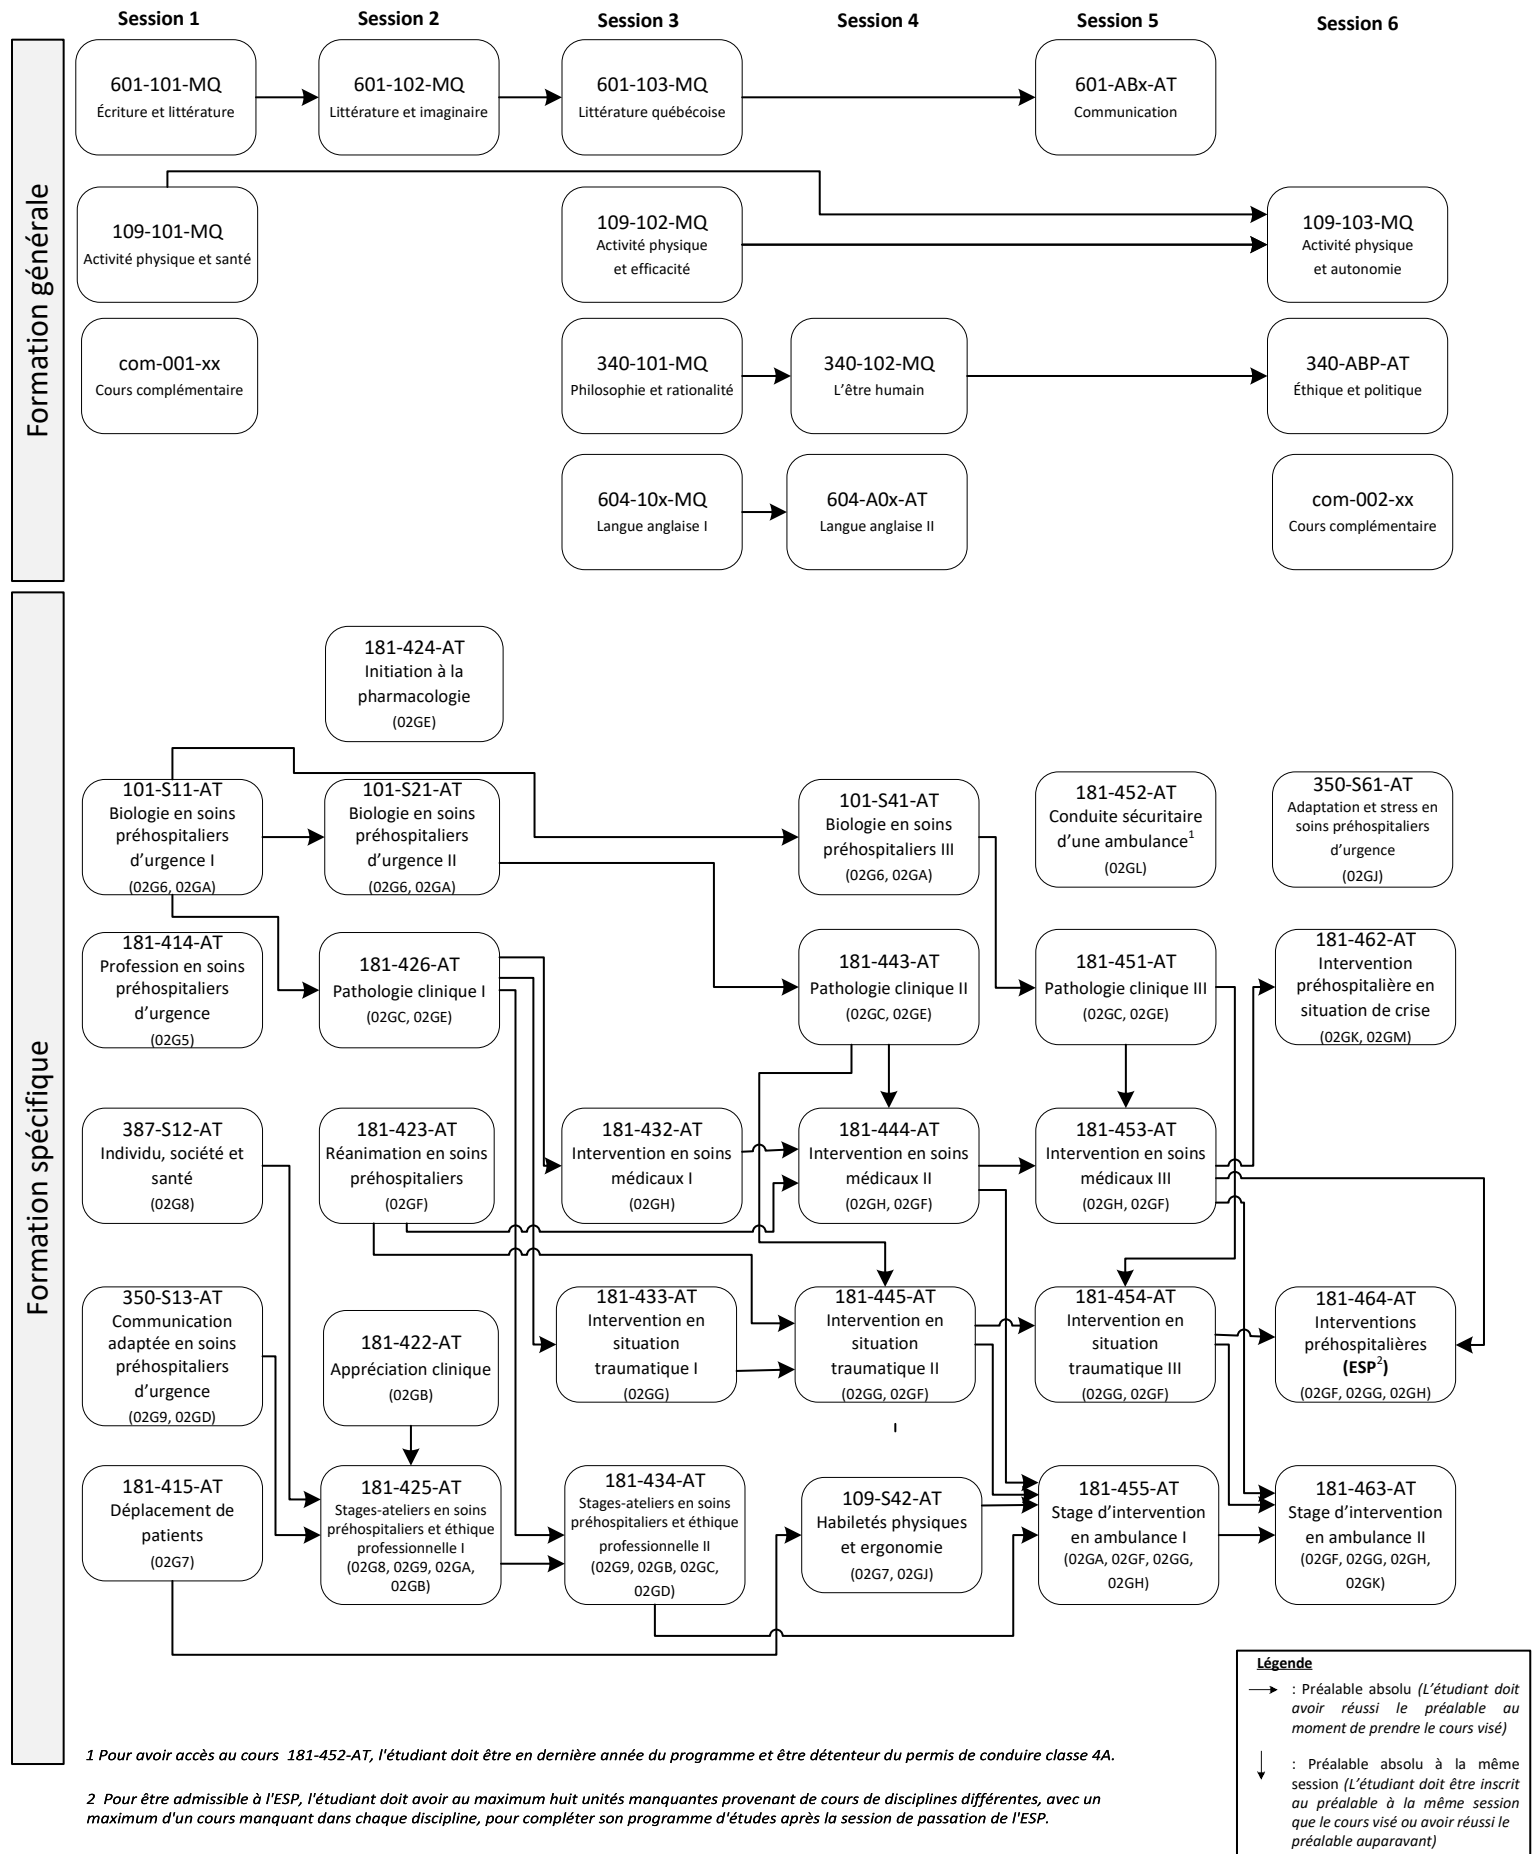 Session 1
Session 2
Session 3
Session 4
Session 5
Session 6
Formation générale
601-101-MQ
Écriture et littérature
601-102-MQ
Littérature et imaginaire
601-103-MQ
Littérature québécoise
601-ABx-AT
Communication
109-101-MQ
Activité physique et santé
109-102-MQ
Activité physique
et efficacité
109-103-MQ
Activité physique
et autonomie
com-001-xx
Cours complémentaire
340-101-MQ
Philosophie et rationalité
340-102-MQ
L'être humain
340-ABP-AT
Éthique et politique
604-10x-MQ
Langue anglaise I
604-A0x-AT
Langue anglaise II
com-002-xx
Cours complémentaire
Formation spécifique
181-424-AT
Initiation à la
pharmacologie
(02GE)
101-S11-AT
Biologie en soins
préhospitaliers
d'urgence I
(02G6, 02GA)
101-S21-AT
Biologie en soins
préhospitaliers
d'urgence II
(02G6, 02GA)
101-S41-AT
Biologie en soins
préhospitaliers III
(02G6, 02GA)
181-452-AT
Conduite sécuritaire
d'une ambulance1
(02GL)
350-S61-AT
Adaptation et stress en
soins préhospitaliers
d'urgence
(02GJ)
181-414-AT
Profession en soins
préhospitaliers
d'urgence
(02G5)
181-426-AT
Pathologie clinique I
(02GC, 02GE)
181-443-AT
Pathologie clinique II
(02GC, 02GE)
181-451-AT
Pathologie clinique III
(02GC, 02GE)
181-462-AT
Intervention
préhospitalière en
situation de crise
(02GK, 02GM)
387-S12-AT
Individu, société et
santé
(02G8)
181-423-AT
Réanimation en soins
préhospitaliers
(02GF)
181-432-AT
Intervention en soins
médicaux I
(02GH)
181-444-AT
Intervention en soins
médicaux II
(02GH, 02GF)
181-453-AT
Intervention en soins
médicaux III
(02GH, 02GF)
350-S13-AT
Communication
adaptée en soins
préhospitaliers
d'urgence
(02G9, 02GD)
181-422-AT
Appréciation clinique
(02GB)
181-433-AT
Intervention en
situation
traumatique I
(02GG)
181-445-AT
Intervention en
situation
traumatique II
(02GG, 02GF)
181-454-AT
Intervention en
situation
traumatique III
(02GG, 02GF)
181-464-AT
Interventions
préhospitalières
(ESP2)
(02GF, 02GG, 02GH)
181-415-AT
Déplacement de
patients
(02G7)
181-425-AT
Stages-ateliers en soins
préhospitaliers et éthique
professionnelle I
(02G8, 02G9, 02GA,
02GB)
181-434-AT
Stages-ateliers en soins
préhospitaliers et éthique
professionnelle II
(02G9, 02GB, 02GC,
02GD)
109-S42-AT
Habiletés physiques
et ergonomie
(02G7, 02GJ)
181-455-AT
Stage d'intervention
en ambulance I
(02GA, 02GF, 02GG,
02GH)
181-463-AT
Stage d'intervention
en ambulance II
(02GF, 02GG, 02GH,
02GK)
Légende
: Préalable absolu (L'étudiant doit
avoir réussi le préalable au
moment de prendre le cours visé)
: Préalable absolu à la même
session (L'étudiant doit être inscrit
au préalable à la même session
que le cours visé ou avoir réussi le
préalable auparavant)
1 Pour avoir accès au cours 181-452-AT, l'étudiant doit être en dernière année du programme et être détenteur du permis de conduire classe 4A.
2 Pour être admissible à l'ESP, l'étudiant doit avoir au maximum huit unités manquantes provenant de cours de disciplines différentes, avec un
maximum d'un cours manquant dans chaque discipline, pour compléter son programme d'études après la session de passation de l'ESP.